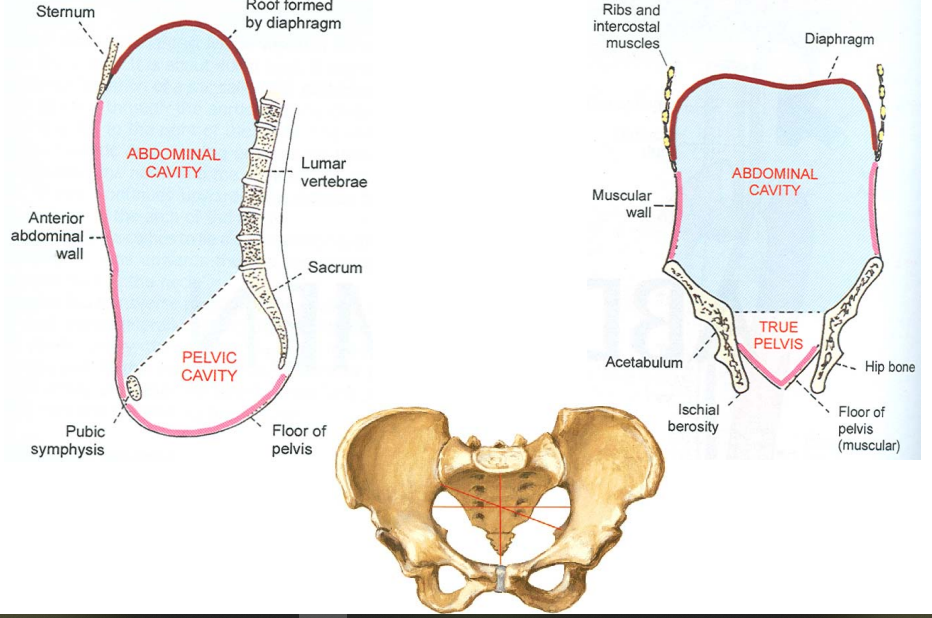 Sternum
Roof formed
by diaphragm
ABDOMINAL
CAVITY
Lumar
vertebrae
Anterior
abdominal
wall
Sacrum
PELVIC
CAVITY
Pubic
symphysis
Floor of
pelvis
Ribs and
intercostal
muscles
Diaphragm
ABDOMINAL
CAVITY
Muscular
wall
TRUE
PELVIS
Acetabulum
Hip bone
Ischial
berosity
Floor of
pelvis
(muscular)